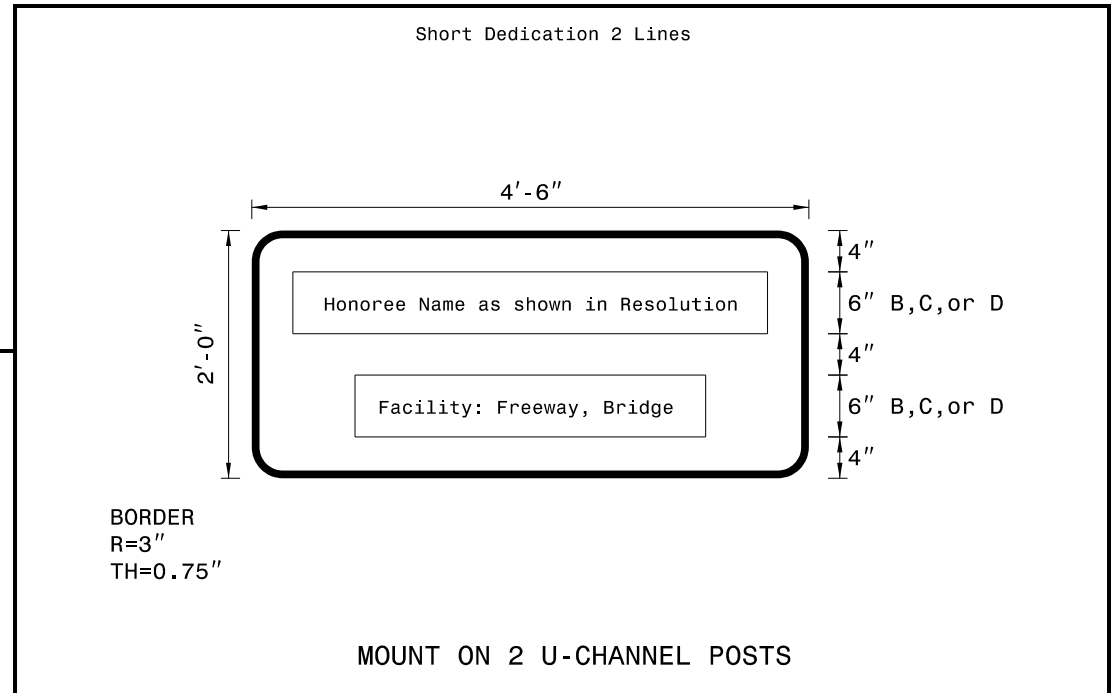 Short Dedication 2 Lines
4′-6″
4″
Honoree Name as shown in Resolution
6″ B,C,or D
2′-0″
4″
Facility: Freeway, Bridge
6″ B,C,or D
4″
BORDER
R=3″
TH=0.75″
MOUNT ON 2 U-CHANNEL POSTS